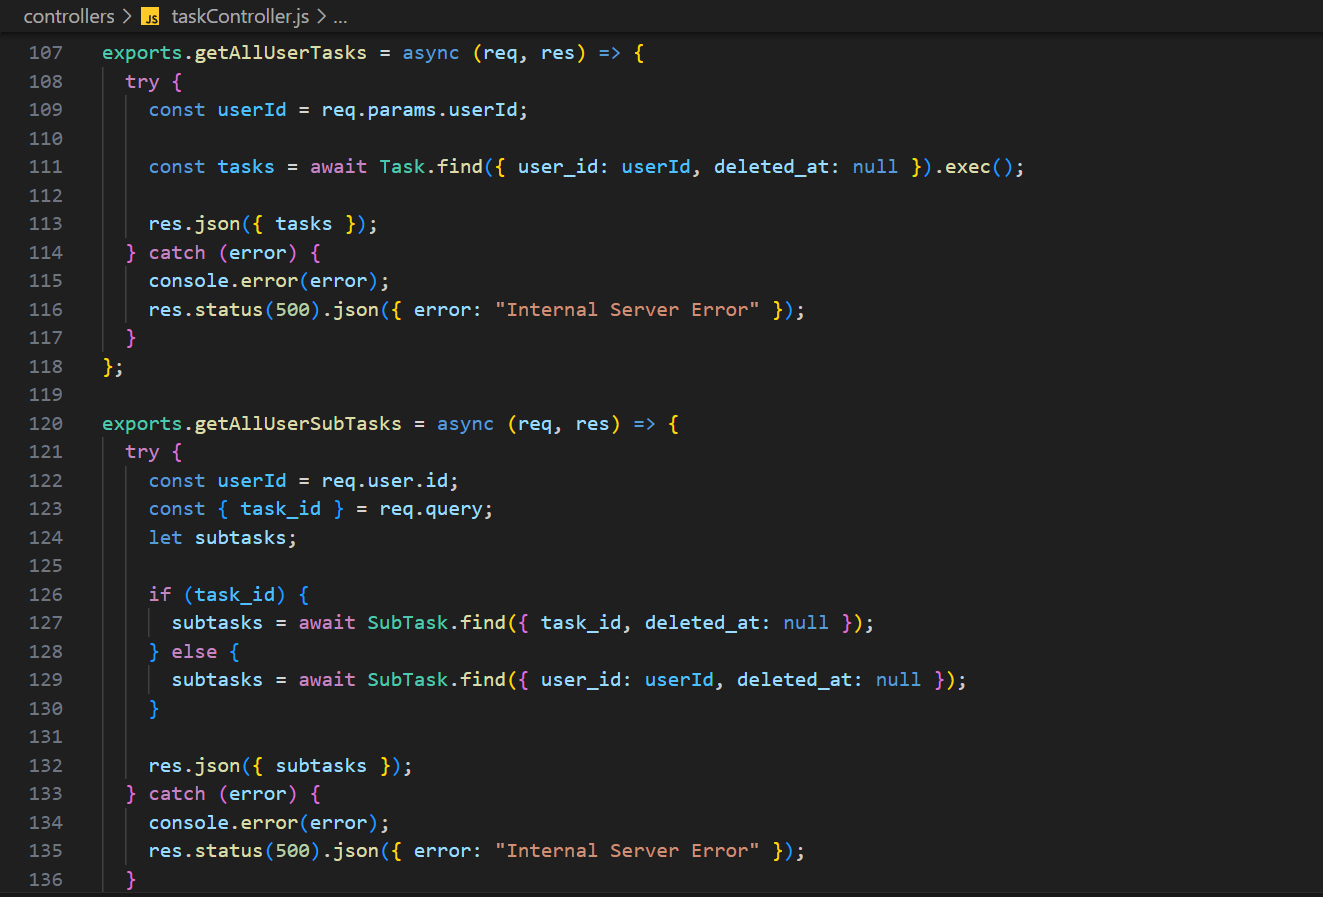 controllers > JS taskController.js > ...
107 exports.getAllUserTasks = async (req, res) => {
108   try {
109     const userId = req.params.userId;
110
111     const tasks = await Task.find({ user_id: userId, deleted_at: null }).exec();
112
113     res.json({ tasks });
114   } catch (error) {
115     console.error(error);
116     res.status(500).json({ error: "Internal Server Error" });
117   }
118 };
119
120 exports.getAllUserSubTasks = async (req, res) => {
121   try {
122     const userId = req.user.id;
123     const { task_id } = req.query;
124     let subtasks;
125
126     if (task_id) {
127       subtasks = await SubTask.find({ task_id, deleted_at: null });
128     } else {
129       subtasks = await SubTask.find({ user_id: userId, deleted_at: null });
130     }
131
132     res.json({ subtasks });
133   } catch (error) {
134     console.error(error);
135     res.status(500).json({ error: "Internal Server Error" });
136   }